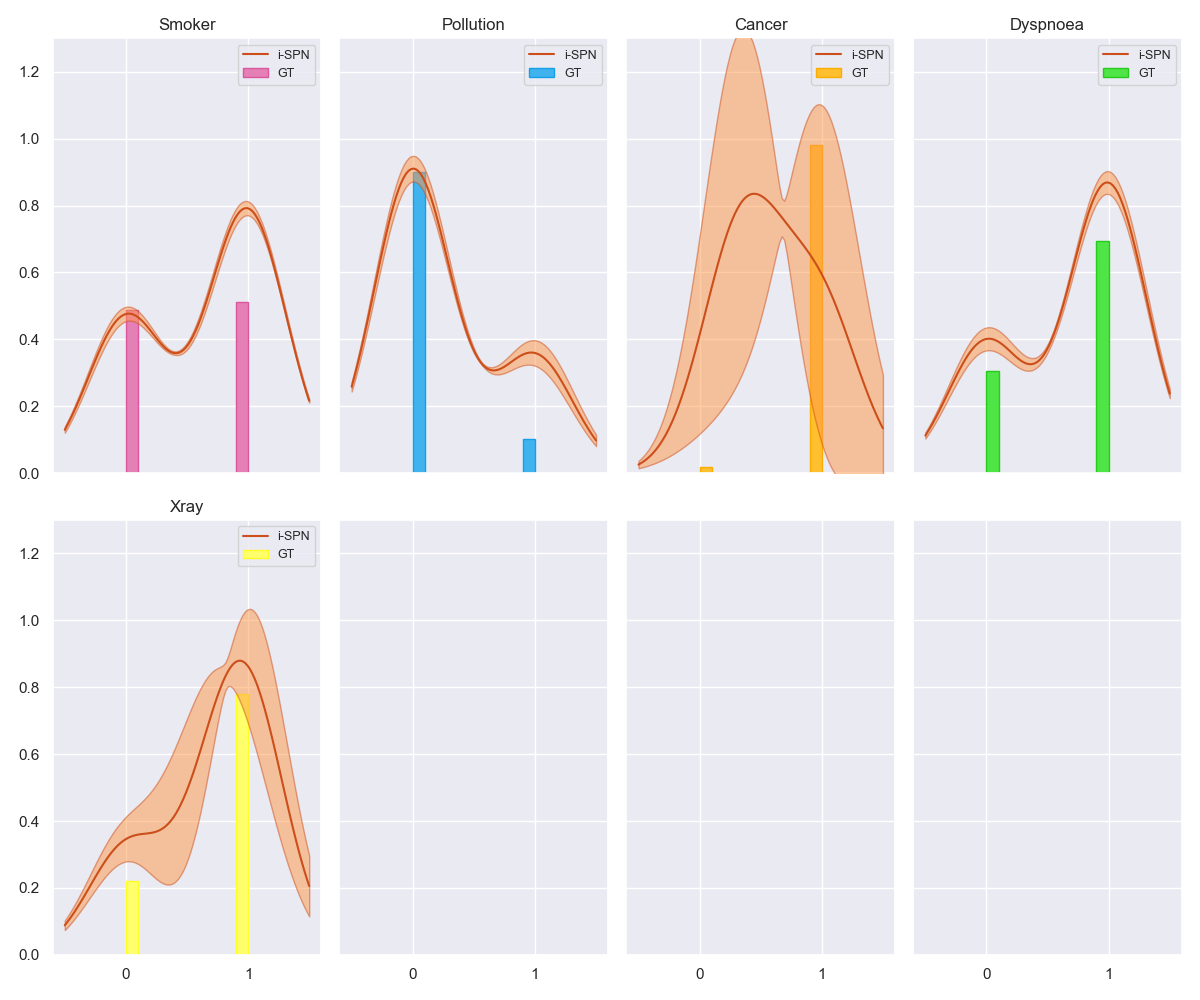 Smoker Pollution Cancer Dyspnoea
i-SPN i-SPN i-SPN i-SPN
GT GT GT GT
1.2
1.0
0.8
0.6
0.4
0.2
0.0
Xray
i-SPN
GT
1.2
1.0
0.8
0.6
0.4
0.2
0.0
0 1 0 1 0 1 0 1